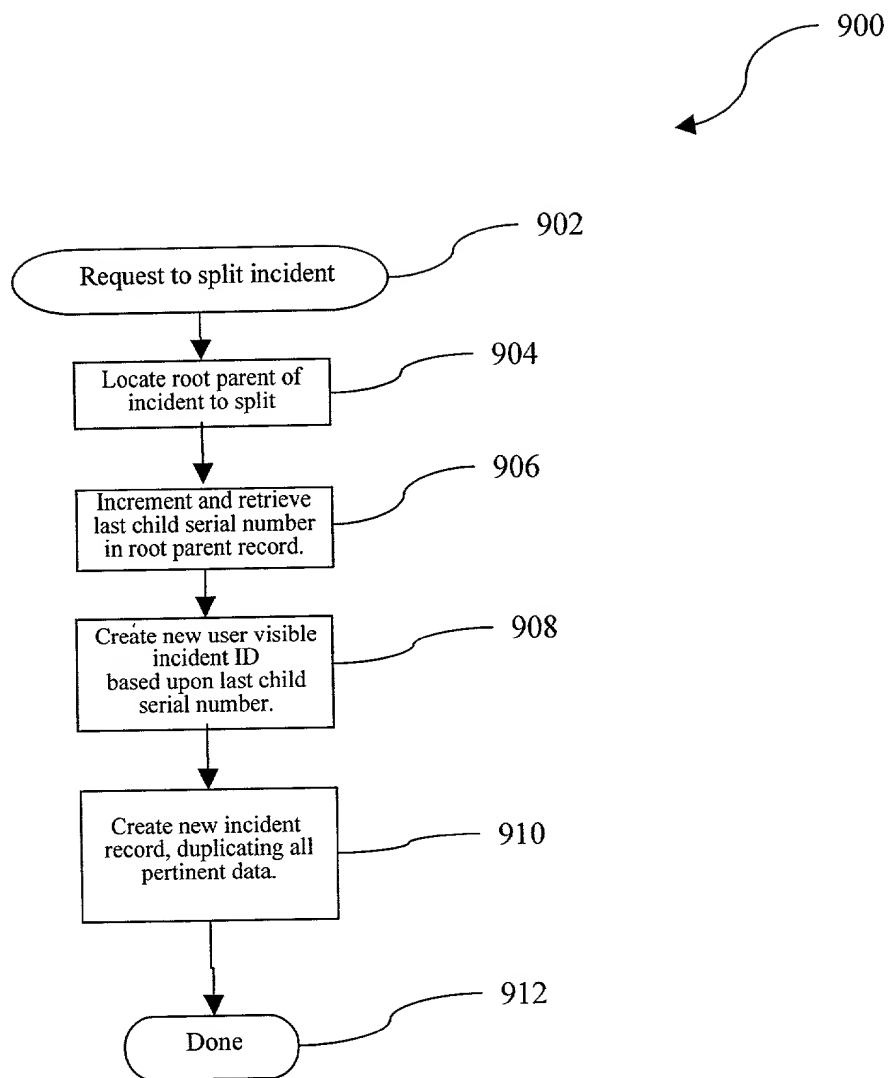 900
902
Request to split incident
904
Locate root parent of
incident to split
906
Increment and retrieve
last child serial number
in root parent record.
908
Create new user visible
incident ID
based upon last child
serial number.
910
Create new incident
record, duplicating all
pertinent data.
912
Done